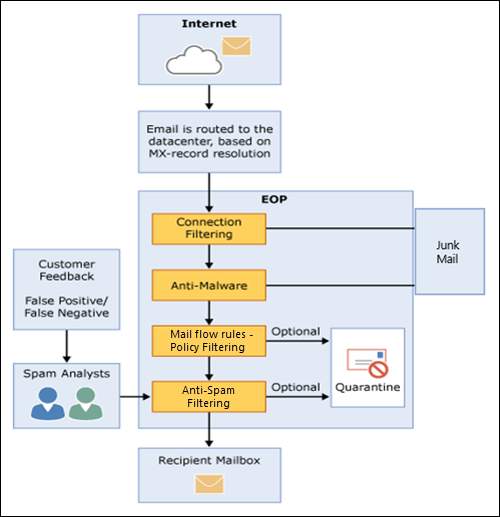 Internet
Email is routed to the
datacenter, based on
MX-record resolution
EOP
Connection
Filtering
Junk
Mail
Customer
Feedback
False Positive/
False Negative
Anti-Malware
Mail flow rules -
Policy Filtering
Optional
Spam Analysts
Anti-Spam
Filtering
Optional
Quarantine
Recipient Mailbox